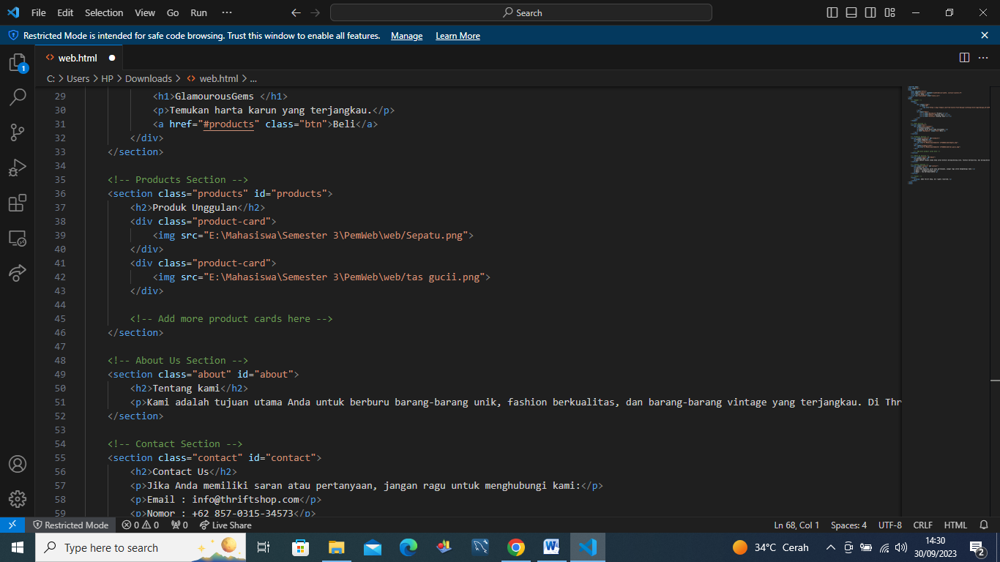 File Edit Selection View Go Run ··· Search
Restricted Mode is intended for safe code browsing. Trust this window to enable all features. Manage Learn More
1
<> web.html
C: > Users > HP > Downloads > <> web.html > ...
29 <h1>GlamourousGems </h1>
30 <p>Temukan harta karun yang terjangkau.</p>
31 <a href="#products" class="btn">Beli</a>
32 </div>
33 </section>
34
35 <!-- Products Section -->
36 <section class="products" id="products">
37 <h2>Produk Unggulan</h2>
38 <div class="product-card">
39 <img src="E:\Mahasiswa\Semester 3\PemWeb\web/Sepatu.png">
40 </div>
41 <div class="product-card">
42 <img src="E:\Mahasiswa\Semester 3\PemWeb\web/tas gucii.png">
43 </div>
44
45 <!-- Add more product cards here -->
46 </section>
47
48 <!-- About Us Section -->
49 <section class="about" id="about">
50 <h2>Tentang kami</h2>
51 <p>Kami adalah tujuan utama Anda untuk berburu barang-barang unik, fashion berkualitas, dan barang-barang vintage yang terjangkau. Di Thr
52 </section>
53
54 <!-- Contact Section -->
55 <section class="contact" id="contact">
56 <h2>Contact Us</h2>
57 <p>Jika Anda memiliki saran atau pertanyaan, jangan ragu untuk menghubungi kami:</p>
58 <p>Email : info@thriftshop.com</p>
59 <p>Nomor : +62 857-0315-34573</p>
Restricted Mode 0 0 0 Live Share Ln 68, Col 1 Spaces: 4 UTF-8 CRLF HTML
Type here to search 34°C Cerah 14:30
30/09/2023 2